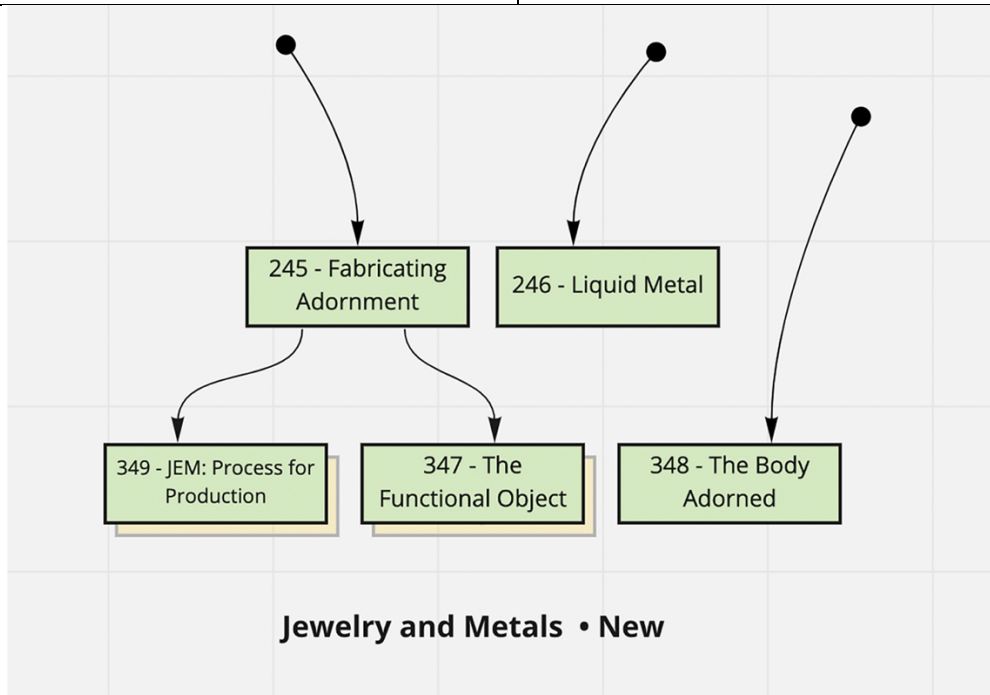 245 - Fabricating
Adornment
246 - Liquid Metal
349 - JEM: Process for
Production
347 - The
Functional Object
348 - The Body
Adorned
Jewelry and Metals • New